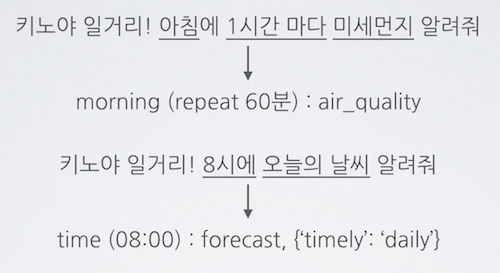 키노야 일거리! 아침에 1시간 마다 미세먼지 알려줘
morning (repeat 60분) : air_quality
키노야 일거리! 8시에 오늘의 날씨 알려줘
time (08:00) : forecast, {‘timely’: ‘daily’}